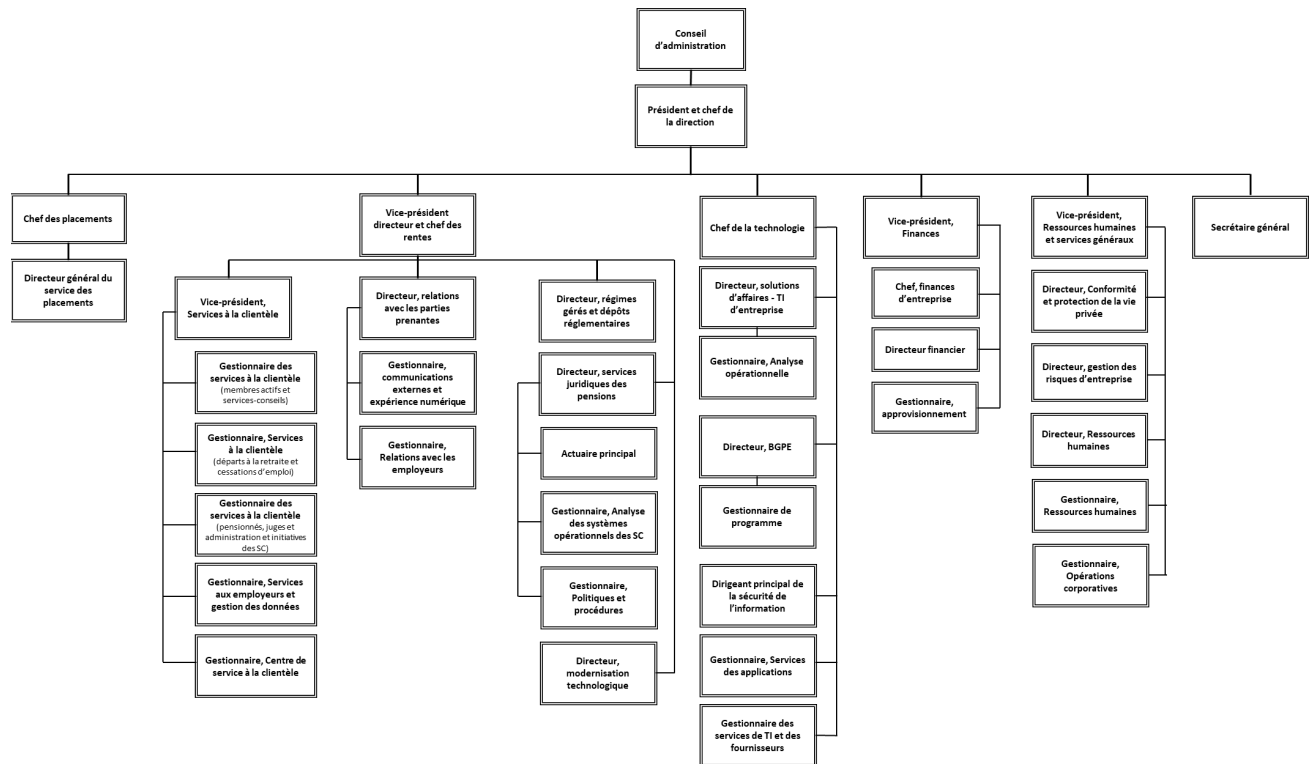 Conseil
d'administration
Président et chef de
la direction
Chef des placements
Directeur général du
service des
placements
Vice-président
directeur et chef des
rentes
Vice-président,
Services à la clientèle
Gestionnaire des
services à la clientèle
(membres actifs et
services-conseils)
Gestionnaire, Services
à la clientèle
(départs à la retraite et
cessations d'emploi)
Gestionnaire des
services à la clientèle
(pensionnés, juges et
administration et initiatives
des SC)
Gestionnaire, Services
aux employeurs et
gestion des données
Gestionnaire, Centre de
service à la clientèle
Directeur, relations
avec les parties
prenantes
Gestionnaire,
communications
externes et
expérience numérique
Gestionnaire,
Relations avec les
employeurs
Directeur, régimes
gérés et dépôts
réglementaires
Directeur, services
juridiques des
pensions
Actuaire principal
Gestionnaire, Analyse
des systèmes
opérationnels des SC
Gestionnaire,
Politiques et
procédures
Directeur,
modernisation
technologique
Chef de la technologie
Directeur, solutions
d'affaires - TI
d'entreprise
Gestionnaire, Analyse
opérationnelle
Directeur, BGPE
Gestionnaire de
programme
Dirigeant principal de
la sécurité de
l'information
Gestionnaire, Services
des applications
Gestionnaire des
services de TI et des
fournisseurs
Vice-président,
Finances
Chef, finances
d'entreprise
Directeur financier
Gestionnaire,
approvisionnement
Vice-président,
Ressources humaines
et services généraux
Directeur, Conformité
et protection de la vie
privée
Directeur, gestion des
risques d'entreprise
Directeur, Ressources
humaines
Gestionnaire,
Ressources humaines
Gestionnaire,
Opérations
corporatives
Secrétaire général